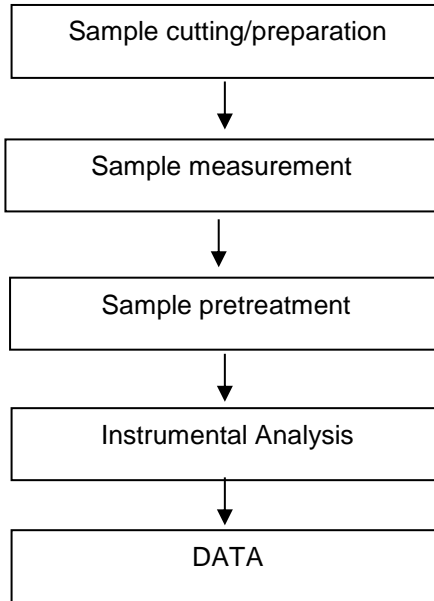 Sample cutting/preparation
Sample measurement
Sample pretreatment
Instrumental Analysis
DATA